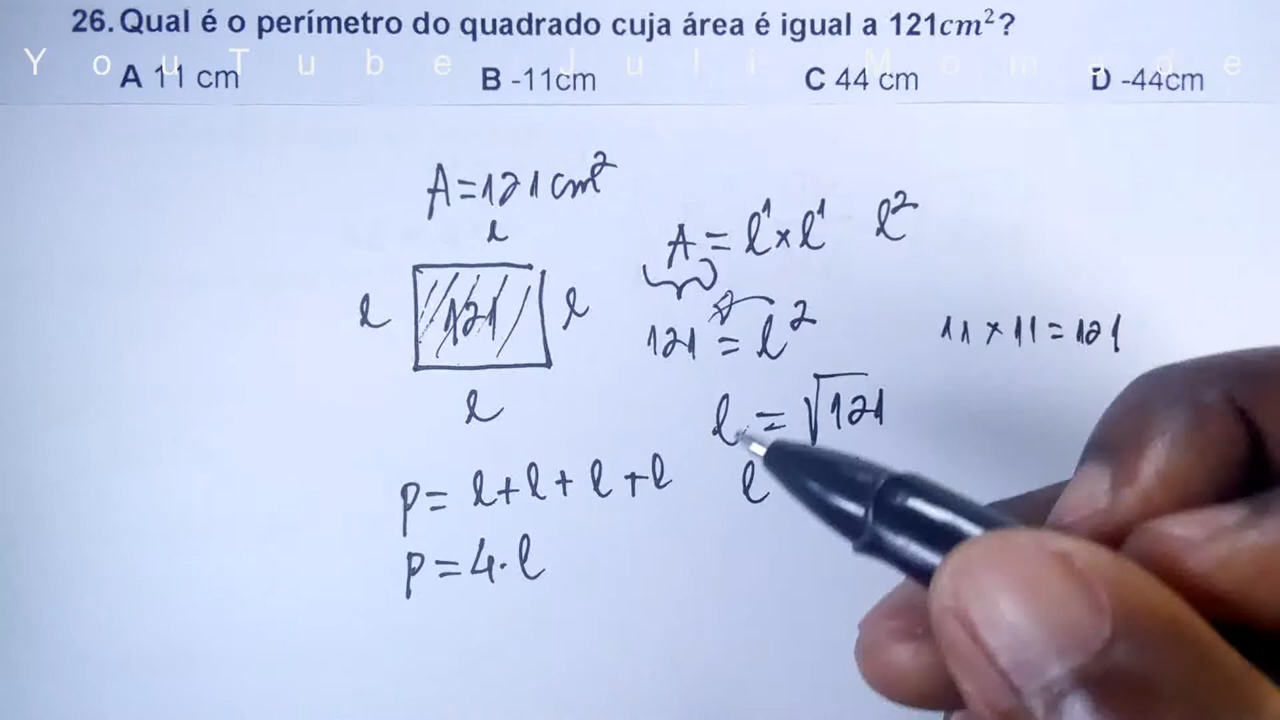 26. Qual é o perímetro do quadrado cuja área é igual a 121cm²?
YouTube Juli Momade
A 11 cm B -11cm C 44 cm D -44cm
A=121cm²
l
l 121 l
l
A = l¹×l¹ l²
121 = l²
11 × 11 = 121
l = √121
l
p= l+l+l+l
p=4.l